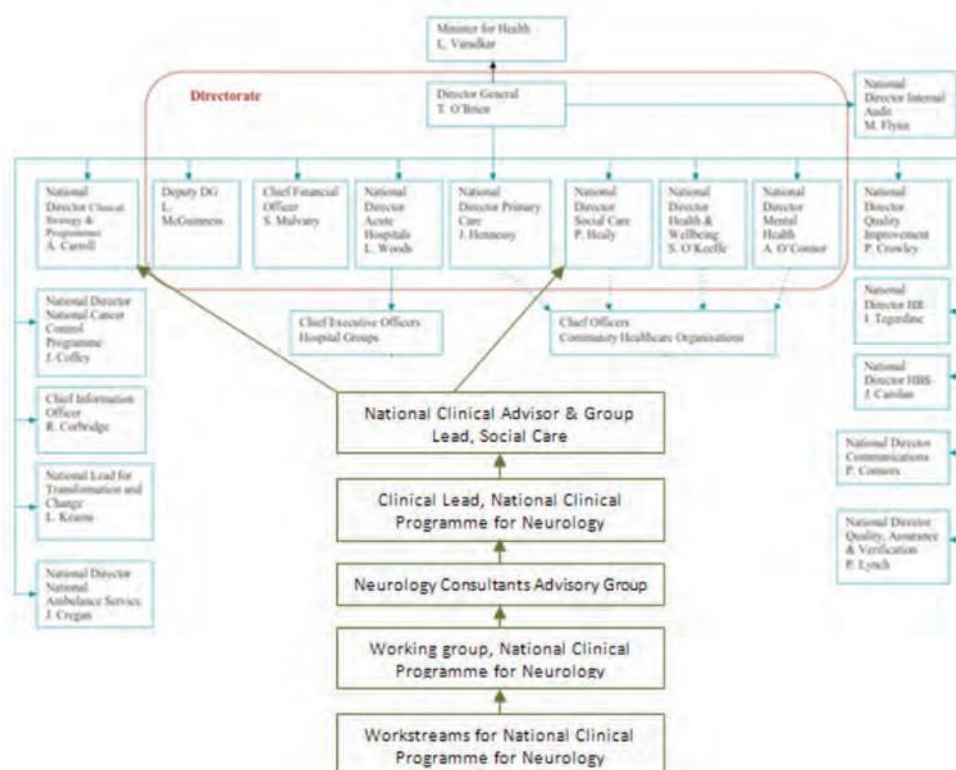 Minister for Health
L. Varadkar
Directorate
Director General
T. O'Brien
National
Director Internal
Audit
M. Flynn
National
Director Clinical
Strategy &
Programmes
A. Carroll
Deputy DG
L.
McGuinness
Chief Financial
Officer
S. Mulvany
National
Director
Acute
Hospitals
L. Woods
National
Director Primary
Care
J. Hennessy
National
Director
Social Care
P. Healy
National
Director
Health &
Wellbeing
S. O'Keeffe
National
Director
Mental
Health
A. O'Connor
National
Director
Quality
Improvement
P. Crowley
National Director
National Cancer
Control
Programme
J. Coffey
Chief Executive Officers
Hospital Groups
Chief Officers
Community Healthcare Organisations
National
Director HR
I. Tegerdine
National
Director HBS
J. Carolan
Chief Information
Officer
R. Corbridge
National Clinical Advisor & Group
Lead, Social Care
National Director
Communications
P. Connors
National Lead for
Transformation and
Change
L. Kearns
Clinical Lead, National Clinical
Programme for Neurology
National Director
Quality, Assurance
& Verification
P. Lynch
National Director
National
Ambulance Service
J. Cregan
Neurology Consultants Advisory Group
Working group, National Clinical
Programme for Neurology
Workstreams for National Clinical
Programme for Neurology